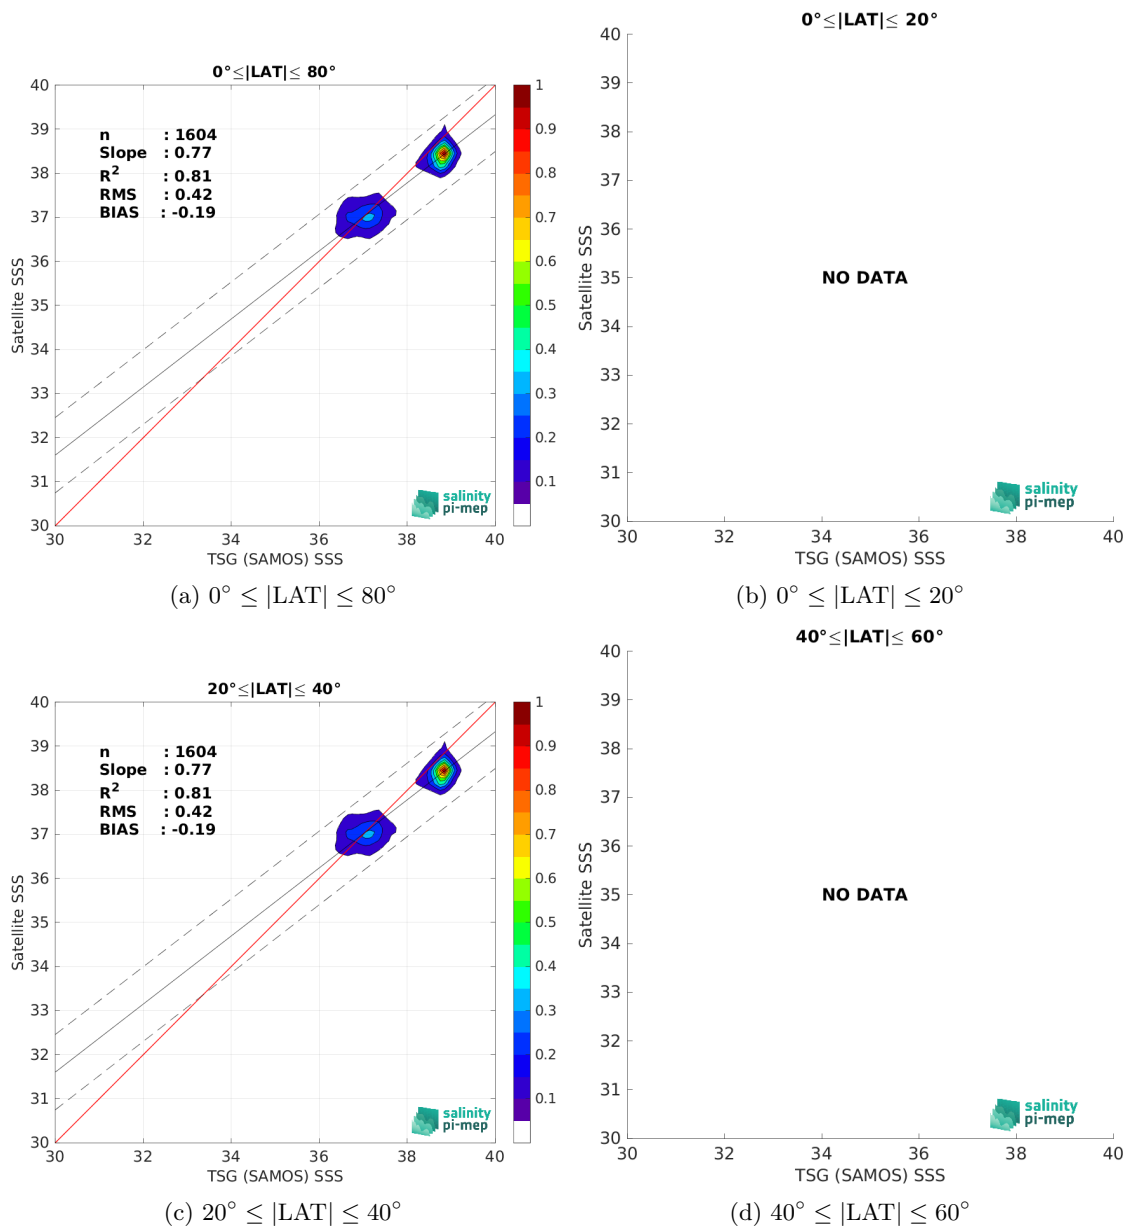 0°≤|LAT|≤ 80°
40
39
38
37
36
35
34
33
32
31
30
Satellite SSS
n : 1604
Slope : 0.77
R² : 0.81
RMS : 0.42
BIAS : -0.19
salinity
pi-mep
30 32 34 36 38 40
TSG (SAMOS) SSS
1
0.9
0.8
0.7
0.6
0.5
0.4
0.3
0.2
0.1
(a) 0° ≤ |LAT| ≤ 80°
0°≤|LAT|≤ 20°
40
39
38
37
36
35
34
33
32
31
30
Satellite SSS
NO DATA
salinity
pi-mep
30 32 34 36 38 40
TSG (SAMOS) SSS
(b) 0° ≤ |LAT| ≤ 20°
20°≤|LAT|≤ 40°
40
39
38
37
36
35
34
33
32
31
30
Satellite SSS
n : 1604
Slope : 0.77
R² : 0.81
RMS : 0.42
BIAS : -0.19
salinity
pi-mep
30 32 34 36 38 40
TSG (SAMOS) SSS
1
0.9
0.8
0.7
0.6
0.5
0.4
0.3
0.2
0.1
(c) 20° ≤ |LAT| ≤ 40°
40°≤|LAT|≤ 60°
40
39
38
37
36
35
34
33
32
31
30
Satellite SSS
NO DATA
salinity
pi-mep
30 32 34 36 38 40
TSG (SAMOS) SSS
(d) 40° ≤ |LAT| ≤ 60°